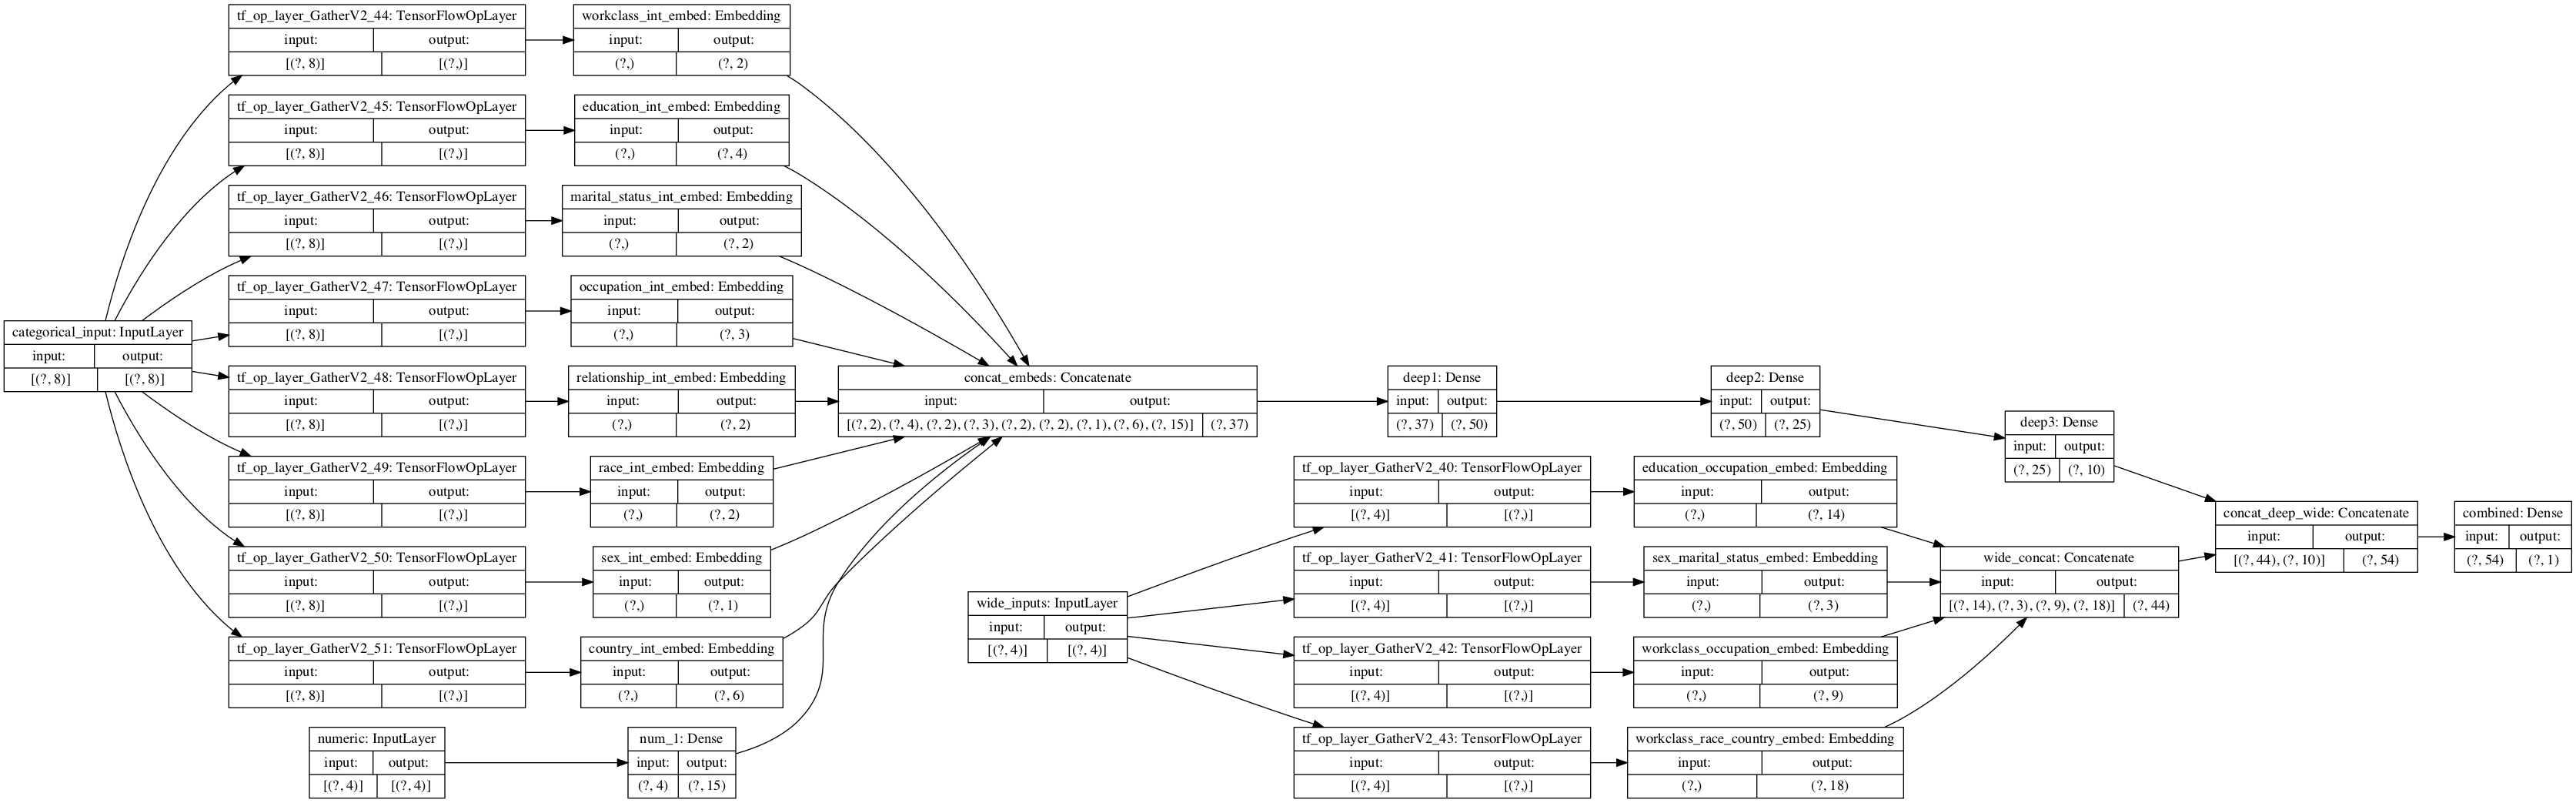 tf_op_layer_GatherV2_44: TensorFlowOpLayer
input: output:
[(?, 8)] [(?,)]
workclass_int_embed: Embedding
input: output:
(?,) (?, 2)
tf_op_layer_GatherV2_45: TensorFlowOpLayer
input: output:
[(?, 8)] [(?,)]
education_int_embed: Embedding
input: output:
(?,) (?, 4)
tf_op_layer_GatherV2_46: TensorFlowOpLayer
input: output:
[(?, 8)] [(?,)]
marital_status_int_embed: Embedding
input: output:
(?,) (?, 2)
tf_op_layer_GatherV2_47: TensorFlowOpLayer
input: output:
[(?, 8)] [(?,)]
occupation_int_embed: Embedding
input: output:
(?,) (?, 3)
categorical_input: InputLayer
input: output:
[(?, 8)] [(?, 8)]
tf_op_layer_GatherV2_48: TensorFlowOpLayer
input: output:
[(?, 8)] [(?,)]
relationship_int_embed: Embedding
input: output:
(?,) (?, 2)
concat_embeds: Concatenate
input: output:
[(?, 2), (?, 4), (?, 2), (?, 3), (?, 2), (?, 2), (?, 1), (?, 6), (?, 15)] (?, 37)
deep1: Dense
input: output:
(?, 37) (?, 50)
deep2: Dense
input: output:
(?, 50) (?, 25)
deep3: Dense
input: output:
(?, 25) (?, 10)
tf_op_layer_GatherV2_49: TensorFlowOpLayer
input: output:
[(?, 8)] [(?,)]
race_int_embed: Embedding
input: output:
(?,) (?, 2)
tf_op_layer_GatherV2_40: TensorFlowOpLayer
input: output:
[(?, 4)] [(?,)]
education_occupation_embed: Embedding
input: output:
(?,) (?, 14)
concat_deep_wide: Concatenate
input: output:
[(?, 44), (?, 10)] (?, 54)
combined: Dense
input: output:
(?, 54) (?, 1)
tf_op_layer_GatherV2_50: TensorFlowOpLayer
input: output:
[(?, 8)] [(?,)]
sex_int_embed: Embedding
input: output:
(?,) (?, 1)
tf_op_layer_GatherV2_41: TensorFlowOpLayer
input: output:
[(?, 4)] [(?,)]
sex_marital_status_embed: Embedding
input: output:
(?,) (?, 3)
wide_concat: Concatenate
input: output:
[(?, 14), (?, 3), (?, 9), (?, 18)] (?, 44)
wide_inputs: InputLayer
input: output:
[(?, 4)] [(?, 4)]
tf_op_layer_GatherV2_51: TensorFlowOpLayer
input: output:
[(?, 8)] [(?,)]
country_int_embed: Embedding
input: output:
(?,) (?, 6)
tf_op_layer_GatherV2_42: TensorFlowOpLayer
input: output:
[(?, 4)] [(?,)]
workclass_occupation_embed: Embedding
input: output:
(?,) (?, 9)
numeric: InputLayer
input: output:
[(?, 4)] [(?, 4)]
num_1: Dense
input: output:
(?, 4) (?, 15)
tf_op_layer_GatherV2_43: TensorFlowOpLayer
input: output:
[(?, 4)] [(?,)]
workclass_race_country_embed: Embedding
input: output:
(?,) (?, 18)